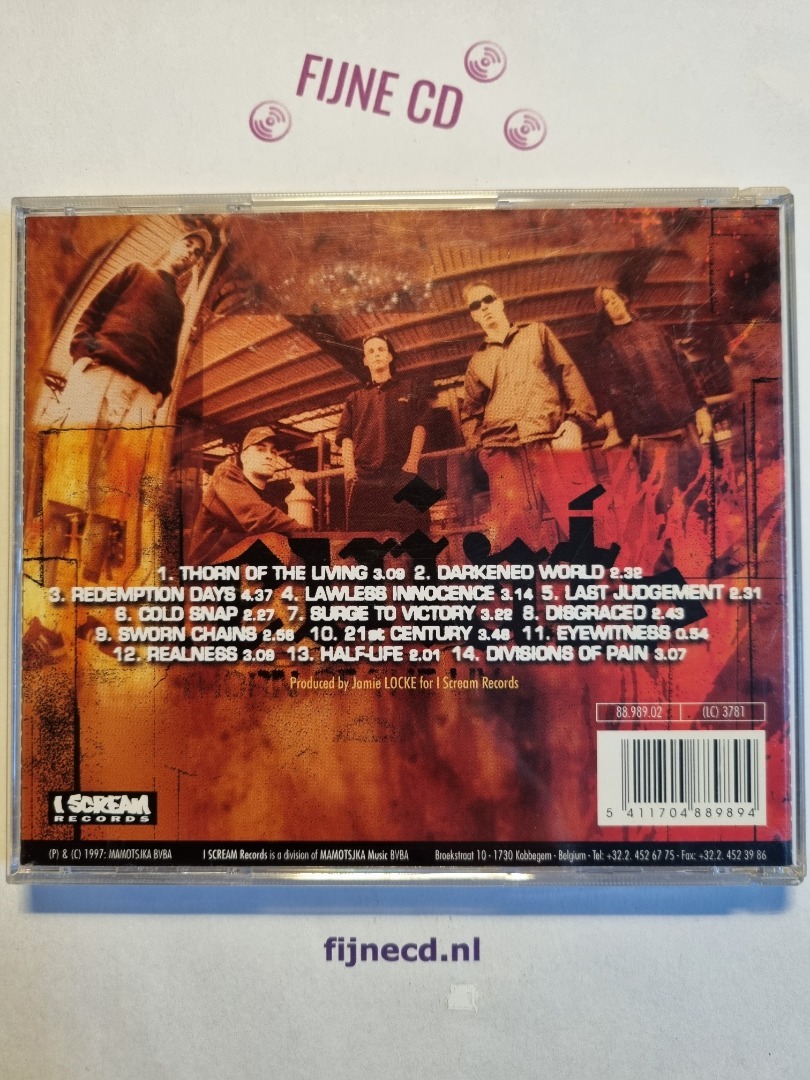 FIJNE CD
1. THORN OF THE LIVING 3.09 2. DARKENED WORLD 2.32
3. REDEMPTION DAYS 4.37 4. LAWLESS INNOCENCE 3.14 5. LAST JUDGEMENT 2.31
6. COLD SNAP 2.27 7. SURGE TO VICTORY 3.22 8. DISGRACED 2.43
9. SWORN CHAINS 2.56 10. 21st CENTURY 3.46 11. EYEWITNESS 0.54
12. REALNESS 3.09 13. HALF-LIFE 2.01 14. DIVISIONS OF PAIN 3.07
Produced by Jamie LOCKE for I Scream Records
88.989.02 (LC) 3781
5 411704 889894
I SCREAM
RECORDS
(P) & (C) 1997: MAMOTSJKA BVBA I SCREAM Records is a division of MAMOTSJKA Music BVBA Broekstraat 10 - 1730 Kobbegem - Belgium - Tel: +32.2. 452 67 75 - Fax: +32.2. 452 39 86
fijnecd.nl